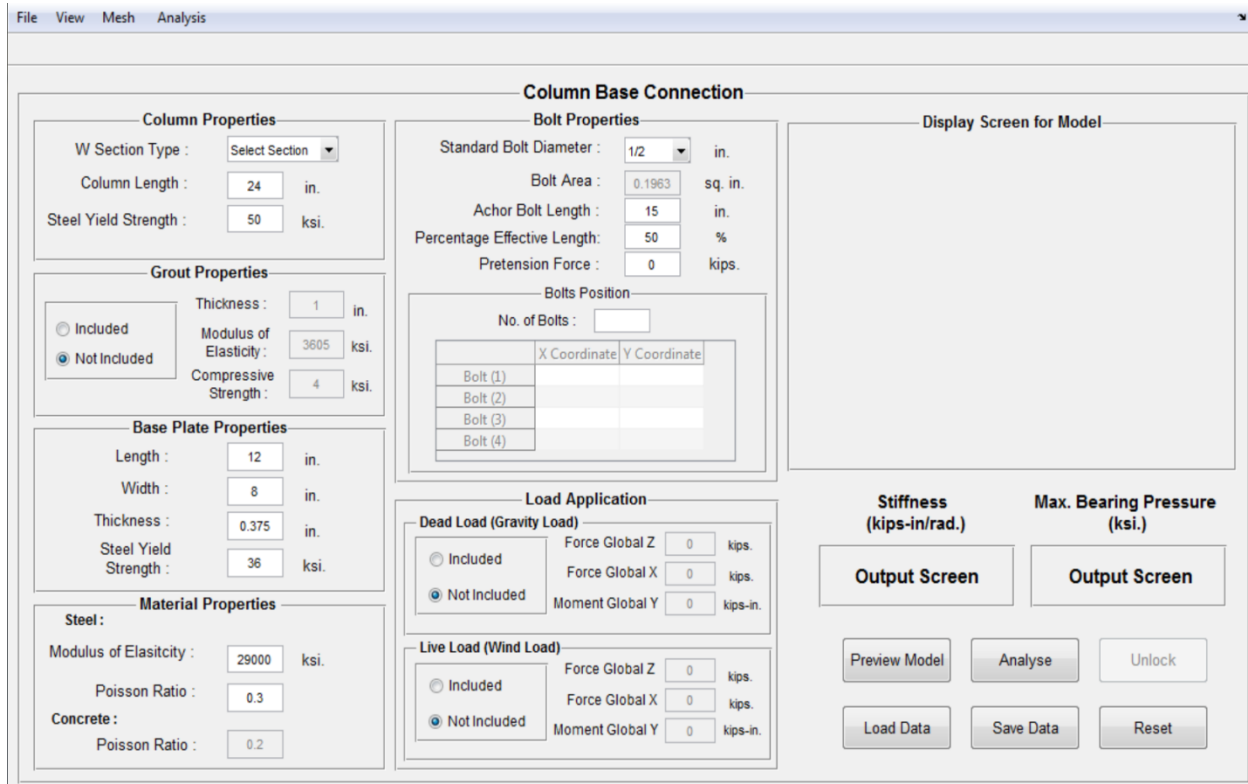 File View Mesh Analysis
Column Base Connection
Column Properties
W Section Type : Select Section
Column Length : 24 in.
Steel Yield Strength : 50 ksi.
Grout Properties
Included
Not Included
Thickness : 1 in.
Modulus of
Elasticity : 3605 ksi.
Compressive
Strength : 4 ksi.
Base Plate Properties
Length : 12 in.
Width : 8 in.
Thickness : 0.375 in.
Steel Yield
Strength : 36 ksi.
Material Properties
Steel :
Modulus of Elasitcity : 29000 ksi.
Poisson Ratio : 0.3
Concrete :
Poisson Ratio : 0.2
Bolt Properties
Standard Bolt Diameter : 1/2 in.
Bolt Area : 0.1963 sq. in.
Achor Bolt Length : 15 in.
Percentage Effective Length: 50 %
Pretension Force : 0 kips.
Bolts Position
No. of Bolts :
X Coordinate Y Coordinate
Bolt (1)
Bolt (2)
Bolt (3)
Bolt (4)
Load Application
Dead Load (Gravity Load)
Included
Not Included
Force Global Z 0 kips.
Force Global X 0 kips.
Moment Global Y 0 kips-in.
Live Load (Wind Load)
Included
Not Included
Force Global Z 0 kips.
Force Global X 0 kips.
Moment Global Y 0 kips-in.
Display Screen for Model
Stiffness
(kips-in/rad.)
Output Screen
Max. Bearing Pressure
(ksi.)
Output Screen
Preview Model Analyse Unlock
Load Data Save Data Reset